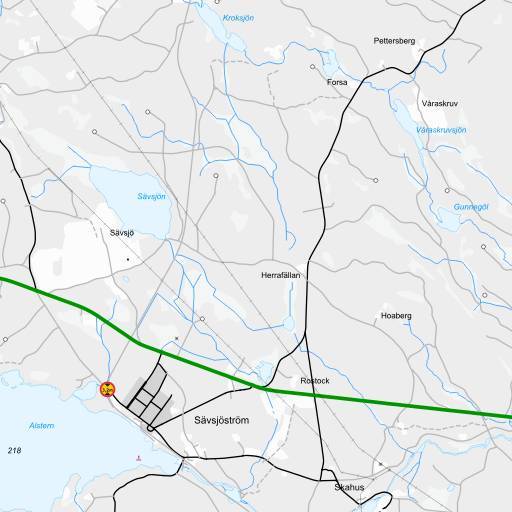 Kroksjön
Pettersberg
Forsa
Våraskruv
Våraskruvsjön
Sävsjön
Gunnegöl
Sävsjö
Herrafällan
Hoaberg
Rostock
Alstern
Sävsjöström
218
Skahus